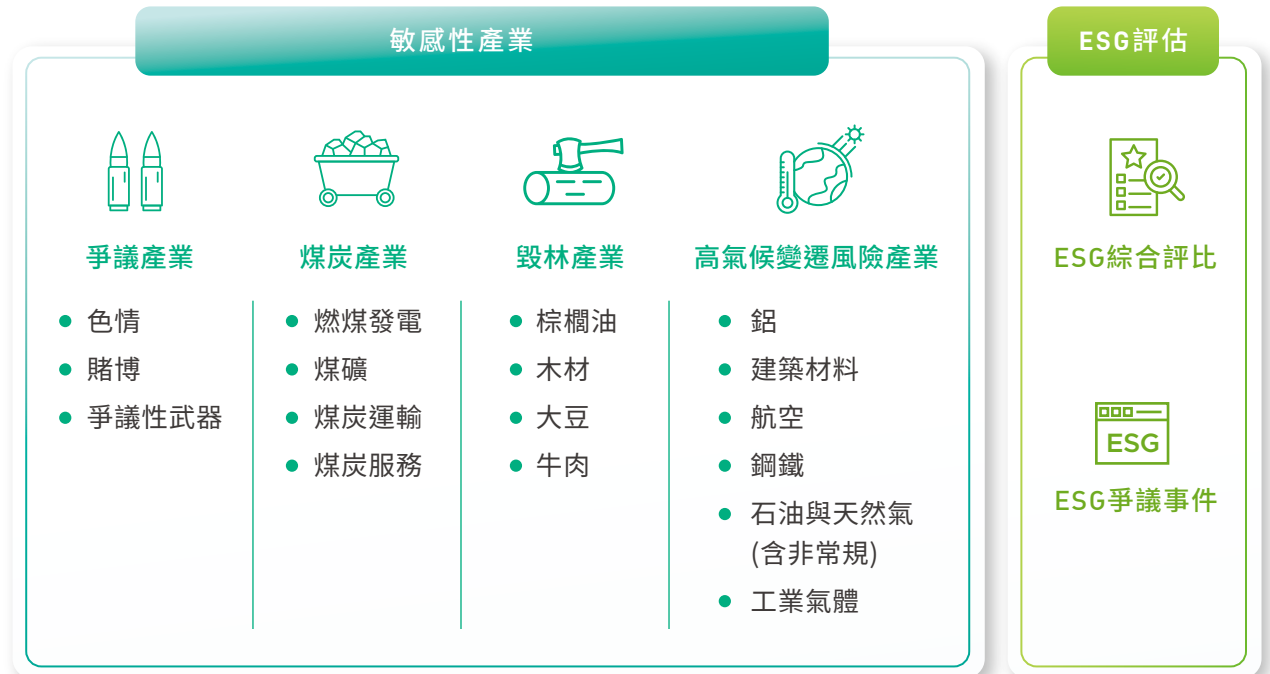 敏感性產業
爭議產業
色情
賭博
爭議性武器
煤炭產業
燃煤發電
煤礦
煤炭運輸
煤炭服務
毀林產業
棕櫚油
木材
大豆
牛肉
高氣候變遷風險產業
鋁
建築材料
航空
鋼鐵
石油與天然氣
(含非常規)
工業氣體
ESG評估
ESG綜合評比
ESG
ESG爭議事件